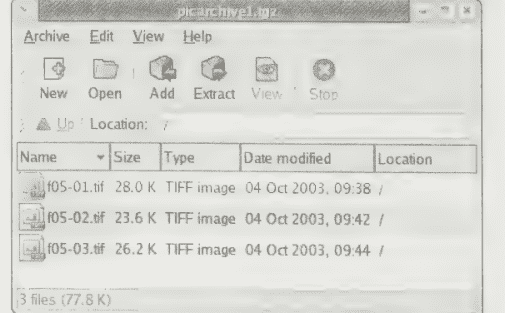 picarchive1.tgz
Archive Edit View Help
New Open Add Extract View Stop
Up Location: /
Name Size Type Date modified Location
f05-01.tif 28.0 K TIFF image 04 Oct 2003, 09:38 /
f05-02.tif 23.6 K TIFF image 04 Oct 2003, 09:42 /
f05-03.tif 26.2 K TIFF image 04 Oct 2003, 09:44 /
3 files (77.8 K)